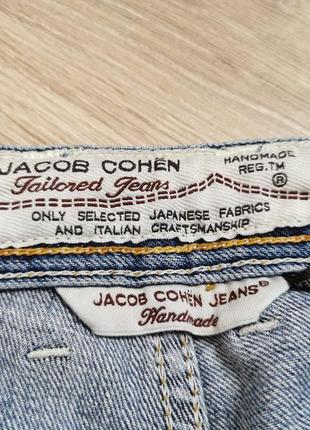 JACOB COHËN HANDMADE
Tailored Jeans REG.TM
®
ONLY SELECTED JAPANESE FABRICS
AND ITALIAN CRAFTSMANSHIP
JACOB COHËN JEANS®
Handmade